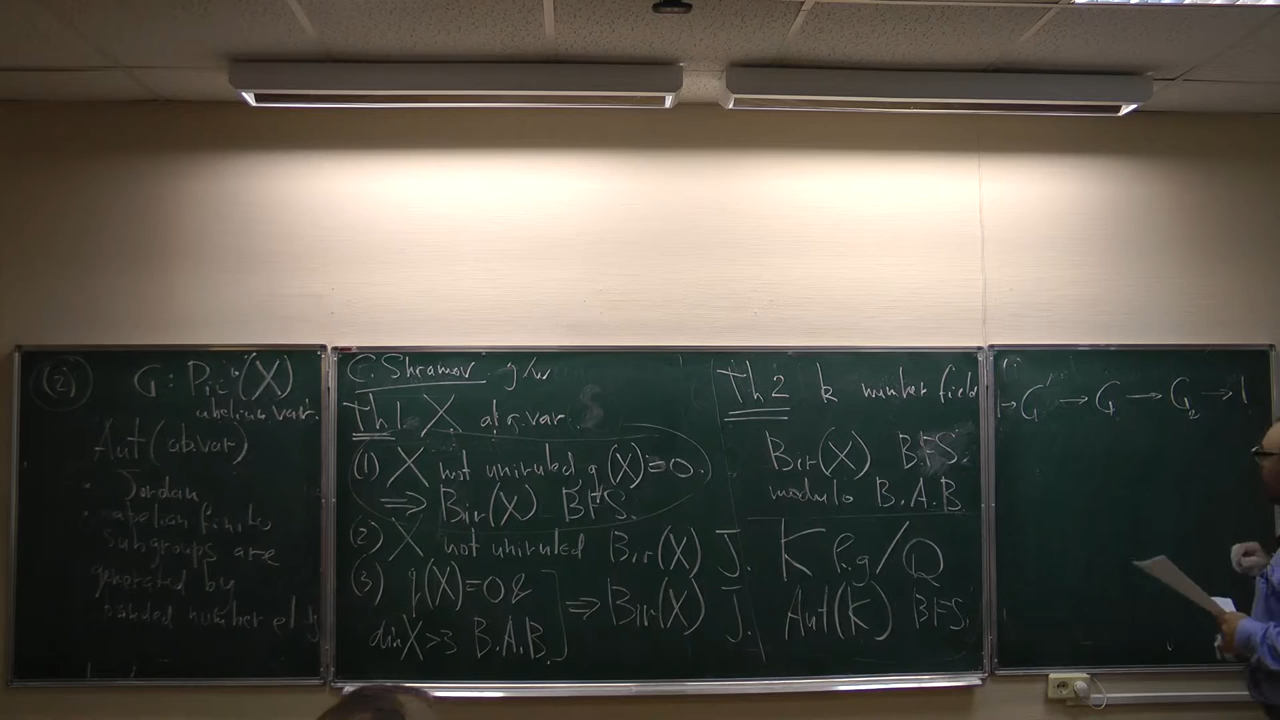 (2) G : Pic⁰(X)
abelian var.
Aut(ab.var)
• Jordan
• abelian finite
subgroups are
generated by
bounded number el-ts
C. Shramov j/w
Th1 X alg.var.
(1) X not uniruled q(X)=0.
⇒ Bir(X) BFS.
(2) X not uniruled Bir(X) J.
(3) q(X)=0 &
dim X>3 B.A.B. ] ⇒ Bir(X) J.
Th2 k number field
Bir(X) BFS.
modulo B.A.B
K f.g/Q
Aut(K) BFS.
→ G → G → G₂ → 1